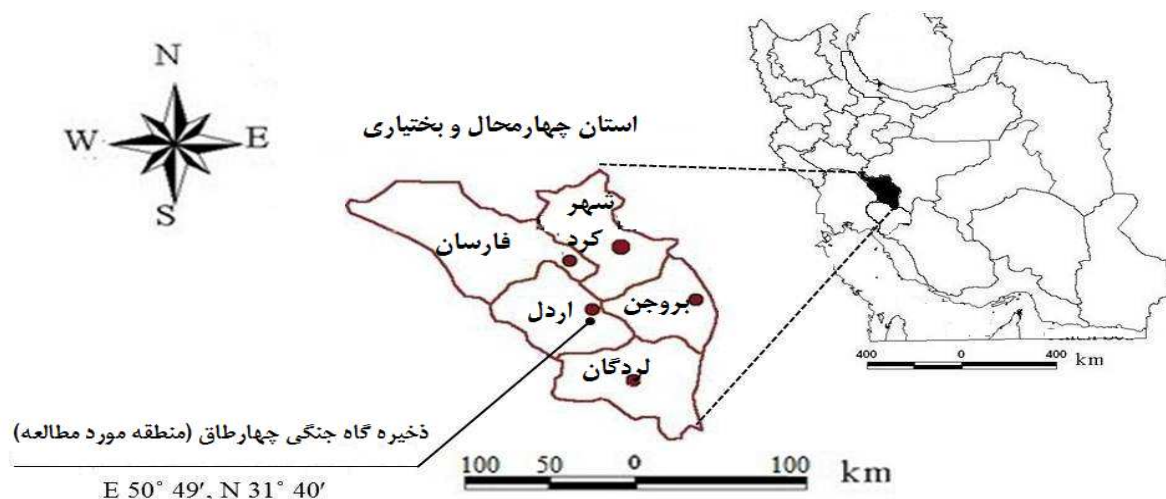 N
W E
S
استان چهارمحال و بختیاری
شهر
کرد
فارسان
بروجن
اردل
لردگان
400 0 400
km
ذخیره گاه جنگی چهارطاق (منطقه مورد مطالعه)
E 50° 49′, N 31° 40′
100 50 0 100
km